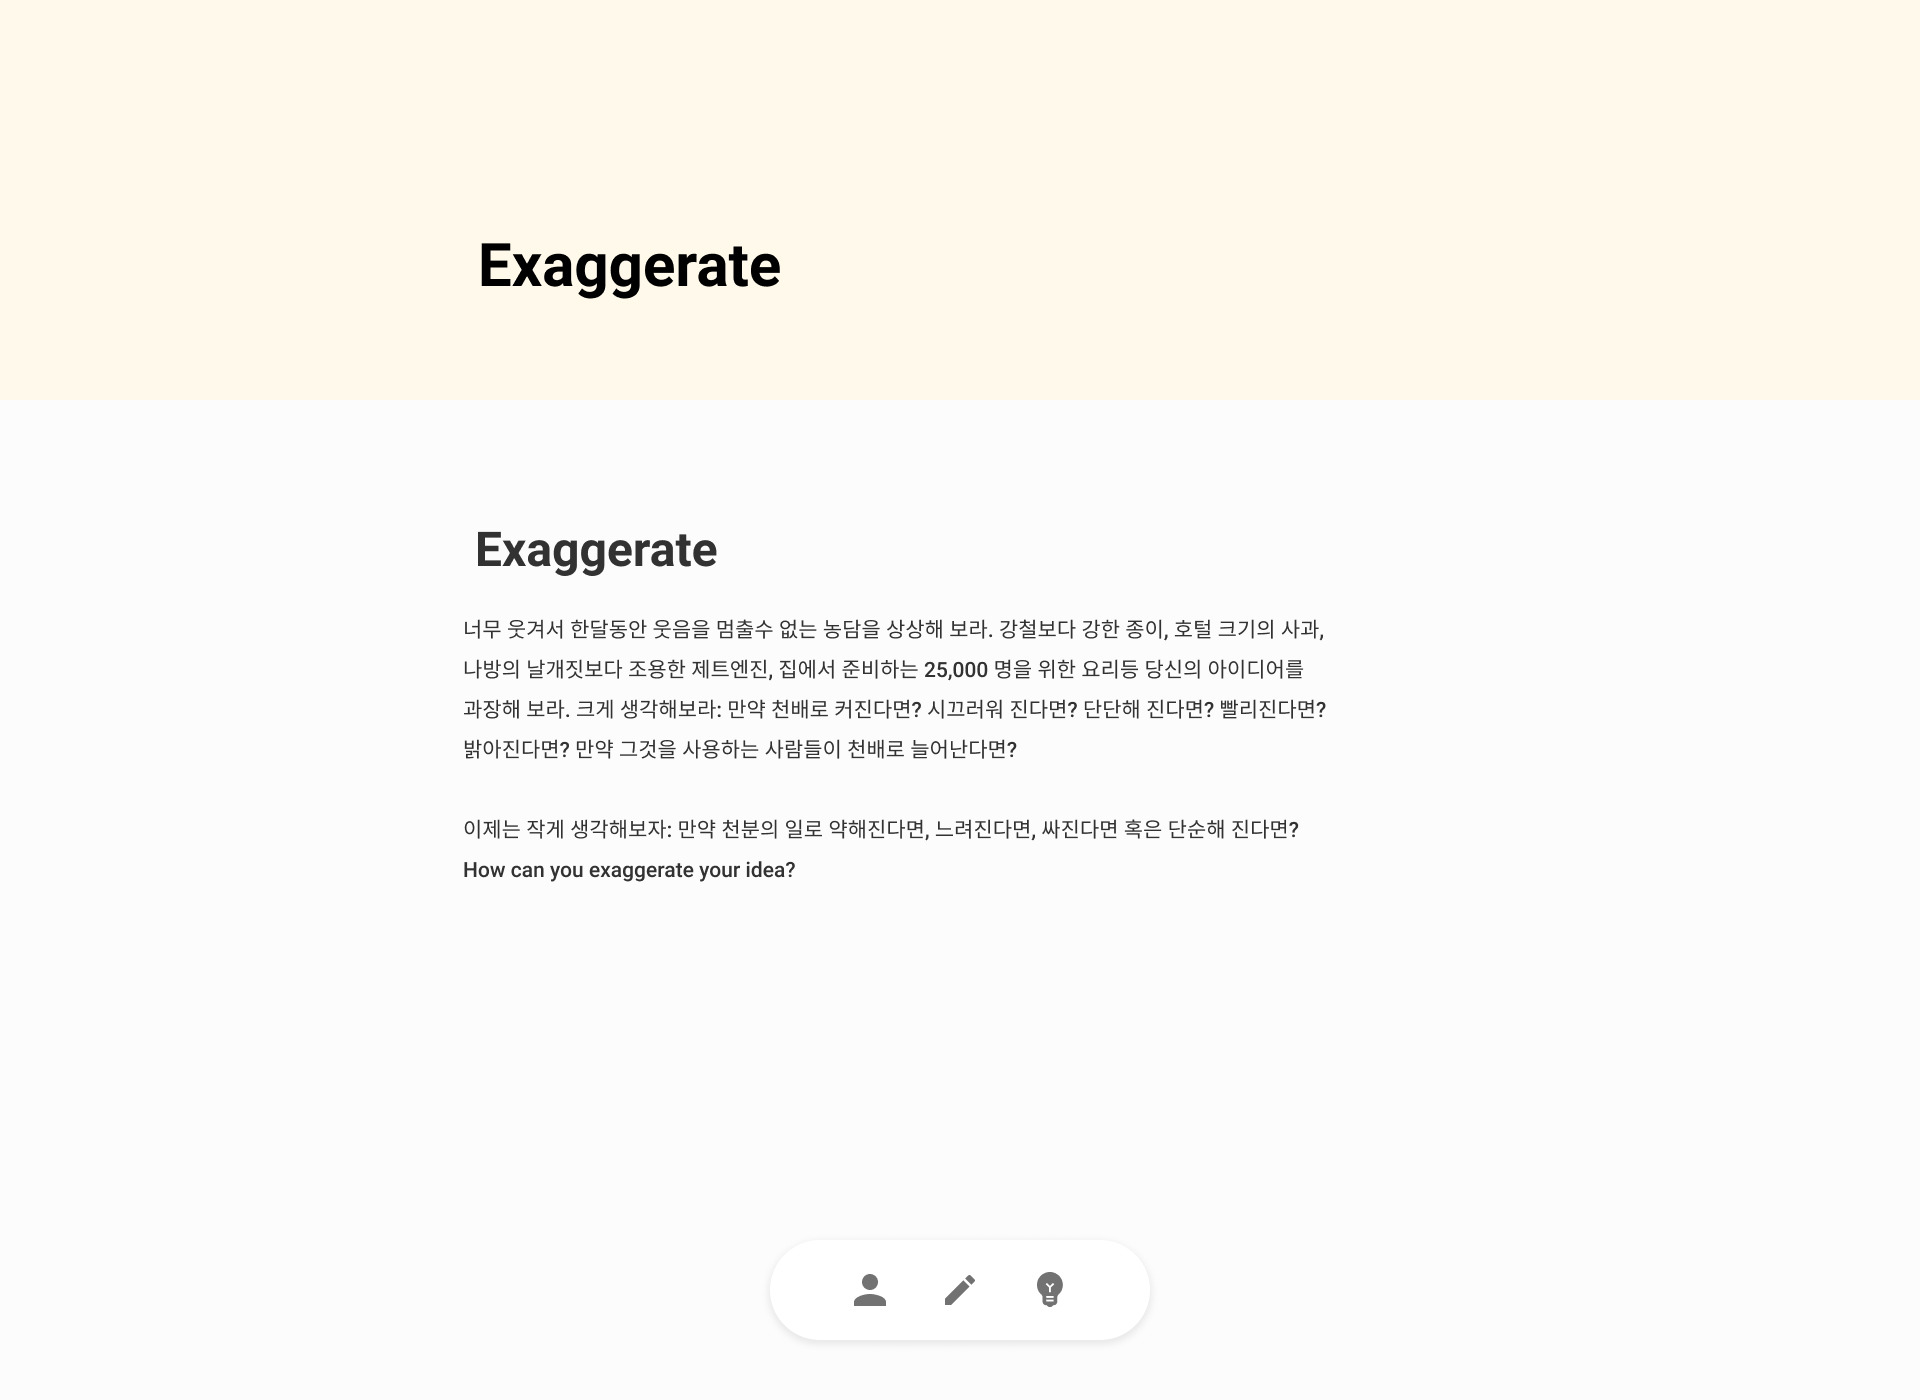 Exaggerate
Exaggerate
너무 웃겨서 한달동안 웃음을 멈출수 없는 농담을 상상해 보라. 강철보다 강한 종이, 호털 크기의 사과,
나방의 날개짓보다 조용한 제트엔진, 집에서 준비하는 25,000 명을 위한 요리등 당신의 아이디어를
과장해 보라. 크게 생각해보라: 만약 천배로 커진다면? 시끄러워 진다면? 단단해 진다면? 빨리진다면?
밝아진다면? 만약 그것을 사용하는 사람들이 천배로 늘어난다면?
이제는 작게 생각해보자: 만약 천분의 일로 약해진다면, 느려진다면, 싸진다면 혹은 단순해 진다면?
How can you exaggerate your idea?